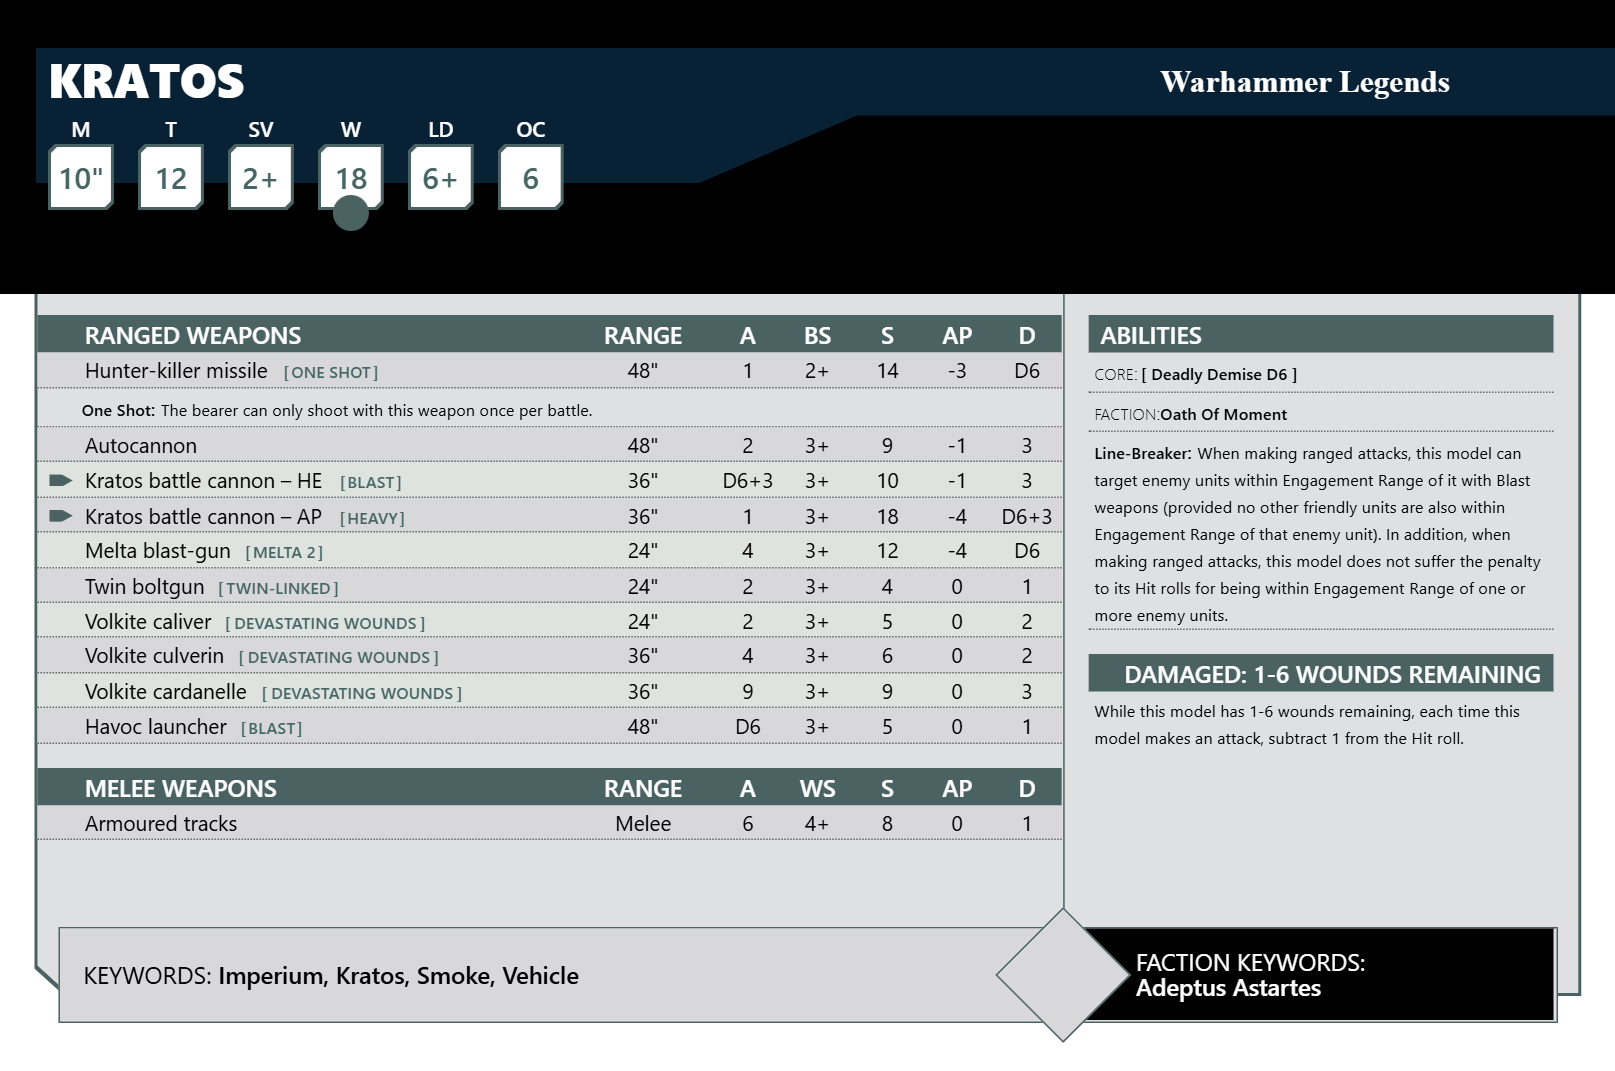 KRATOS
Warhammer Legends
M T SV W LD OC
10" 12 2+ 18 6+ 6
RANGED WEAPONS RANGE A BS S AP D
Hunter-killer missile [ONE SHOT] 48" 1 2+ 14 -3 D6
One Shot: The bearer can only shoot with this weapon once per battle.
Autocannon 48" 2 3+ 9 -1 3
Kratos battle cannon – HE [BLAST] 36" D6+3 3+ 10 -1 3
Kratos battle cannon – AP [HEAVY] 36" 1 3+ 18 -4 D6+3
Melta blast-gun [MELTA 2] 24" 4 3+ 12 -4 D6
Twin boltgun [TWIN-LINKED] 24" 2 3+ 4 0 1
Volkite caliver [DEVASTATING WOUNDS] 24" 2 3+ 5 0 2
Volkite culverin [DEVASTATING WOUNDS] 36" 4 3+ 6 0 2
Volkite cardanelle [DEVASTATING WOUNDS] 36" 9 3+ 9 0 3
Havoc launcher [BLAST] 48" D6 3+ 5 0 1
MELEE WEAPONS RANGE A WS S AP D
Armoured tracks Melee 6 4+ 8 0 1
ABILITIES
CORE: [ Deadly Demise D6 ]
FACTION:Oath Of Moment
Line-Breaker: When making ranged attacks, this model can
target enemy units within Engagement Range of it with Blast
weapons (provided no other friendly units are also within
Engagement Range of that enemy unit). In addition, when
making ranged attacks, this model does not suffer the penalty
to its Hit rolls for being within Engagement Range of one or
more enemy units.
DAMAGED: 1-6 WOUNDS REMAINING
While this model has 1-6 wounds remaining, each time this
model makes an attack, subtract 1 from the Hit roll.
KEYWORDS: Imperium, Kratos, Smoke, Vehicle
FACTION KEYWORDS:
Adeptus Astartes